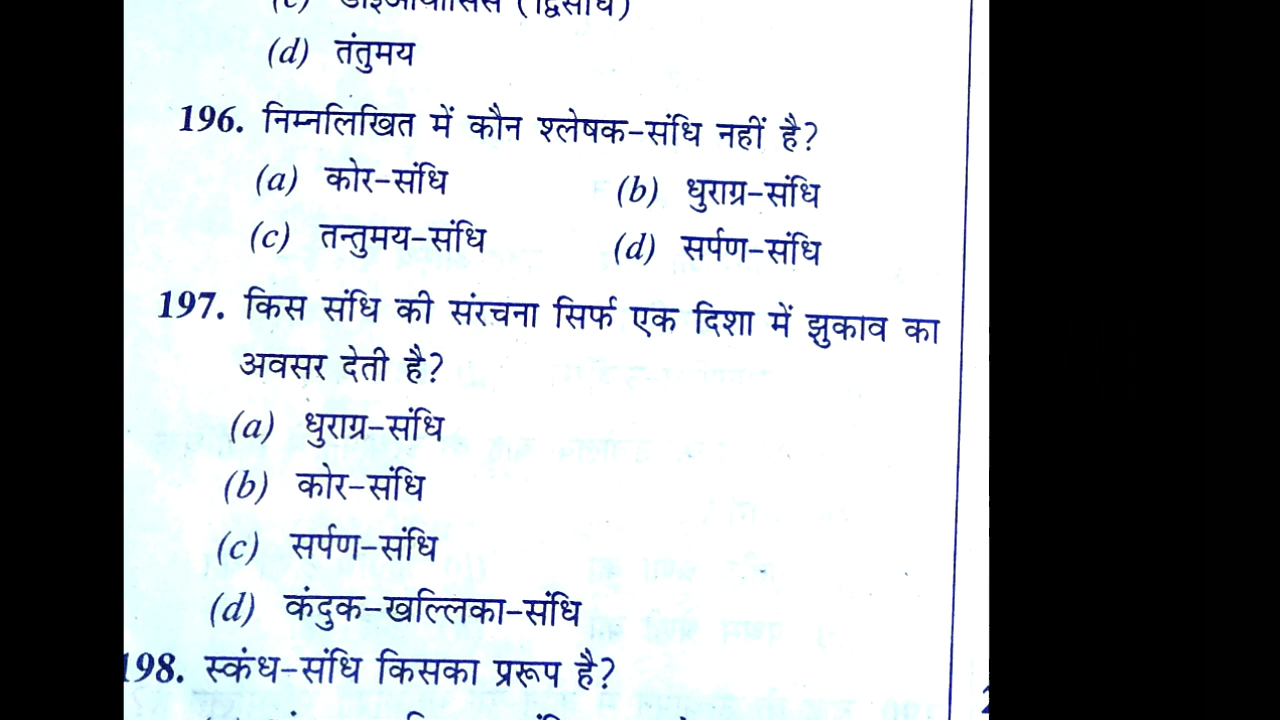 (d) तंतुमय
196. निम्नलिखित में कौन श्लेषक-संधि नहीं है?
(a) कोर-संधि (b) धुराग्र-संधि
(c) तन्तुमय-संधि (d) सर्पण-संधि
197. किस संधि की संरचना सिर्फ एक दिशा में झुकाव का
अवसर देती है?
(a) धुराग्र-संधि
(b) कोर-संधि
(c) सर्पण-संधि
(d) कंदुक-खल्लिका-संधि
198. स्कंध-संधि किसका प्ररूप है?